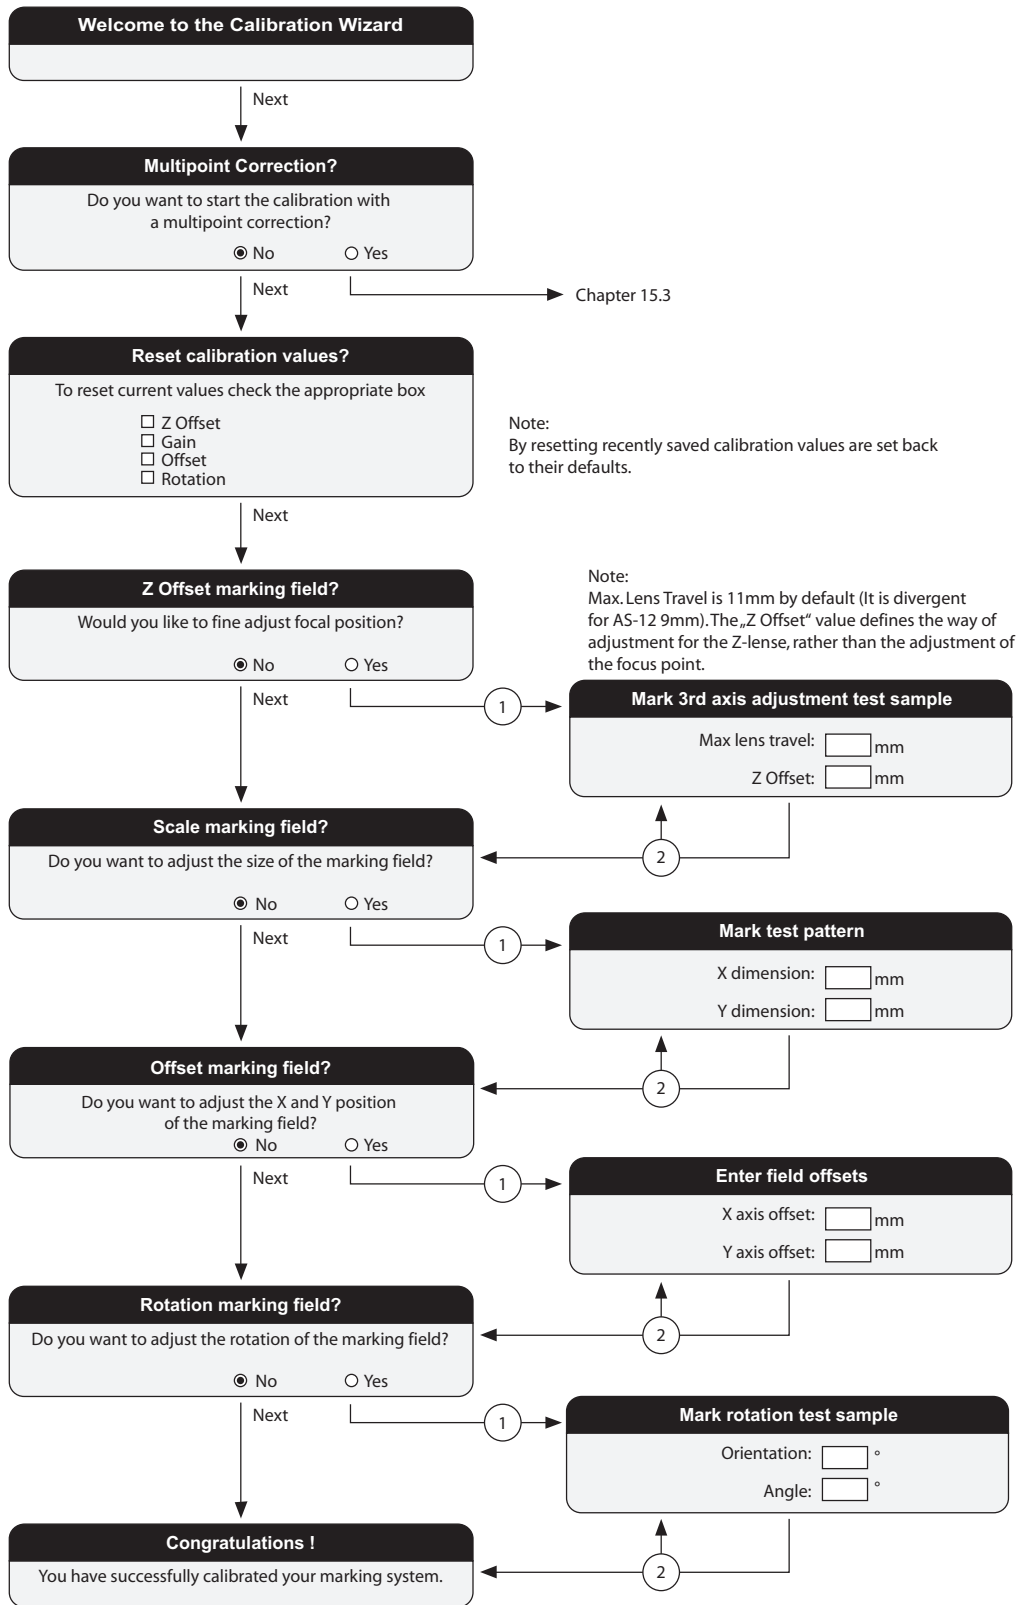 Welcome to the Calibration Wizard
Next
Multipoint Correction?
Do you want to start the calibration with
a multipoint correction?
No Yes
Next
Chapter 15.3
Reset calibration values?
To reset current values check the appropriate box
Z Offset
Gain
Offset
Rotation
Note:
By resetting recently saved calibration values are set back
to their defaults.
Next
Z Offset marking field?
Would you like to fine adjust focal position?
No Yes
Next
1
Note:
Max. Lens Travel is 11mm by default (It is divergent
for AS-12 9mm). The „Z Offset“ value defines the way of
adjustment for the Z-lense, rather than the adjustment of
the focus point.
Mark 3rd axis adjustment test sample
Max lens travel: mm
Z Offset: mm
2
Scale marking field?
Do you want to adjust the size of the marking field?
No Yes
Next
1
Mark test pattern
X dimension: mm
Y dimension: mm
2
Offset marking field?
Do you want to adjust the X and Y position
of the marking field?
No Yes
Next
1
Enter field offsets
X axis offset: mm
Y axis offset: mm
2
Rotation marking field?
Do you want to adjust the rotation of the marking field?
No Yes
Next
1
Mark rotation test sample
Orientation: °
Angle: °
2
Congratulations !
You have successfully calibrated your marking system.